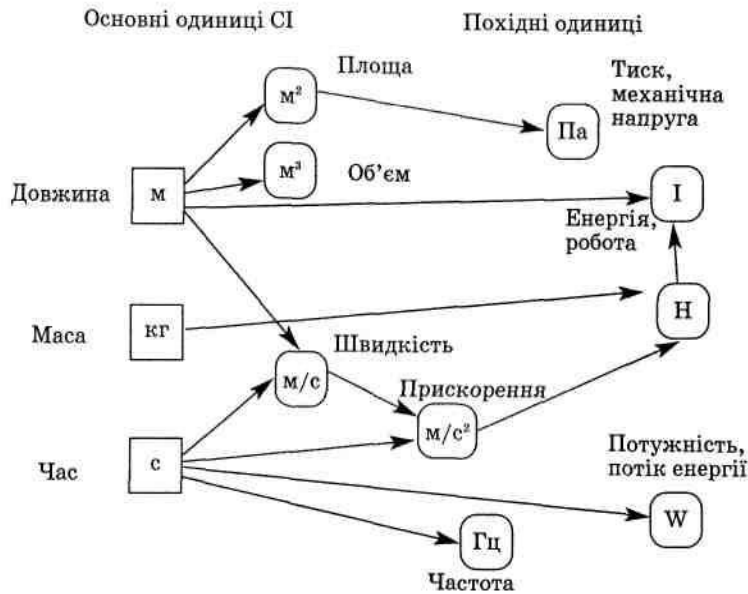 Основні одиниці СІ
Похідні одиниці
Площа
м²
Тиск,
механічна
напруга
Па
м³
Об’єм
Довжина
м
І
Енергія,
робота
Маса
кг
Н
Швидкість
м/с
Прискорення
м/с²
Час
с
Потужність,
потік енергії
W
Гц
Частота